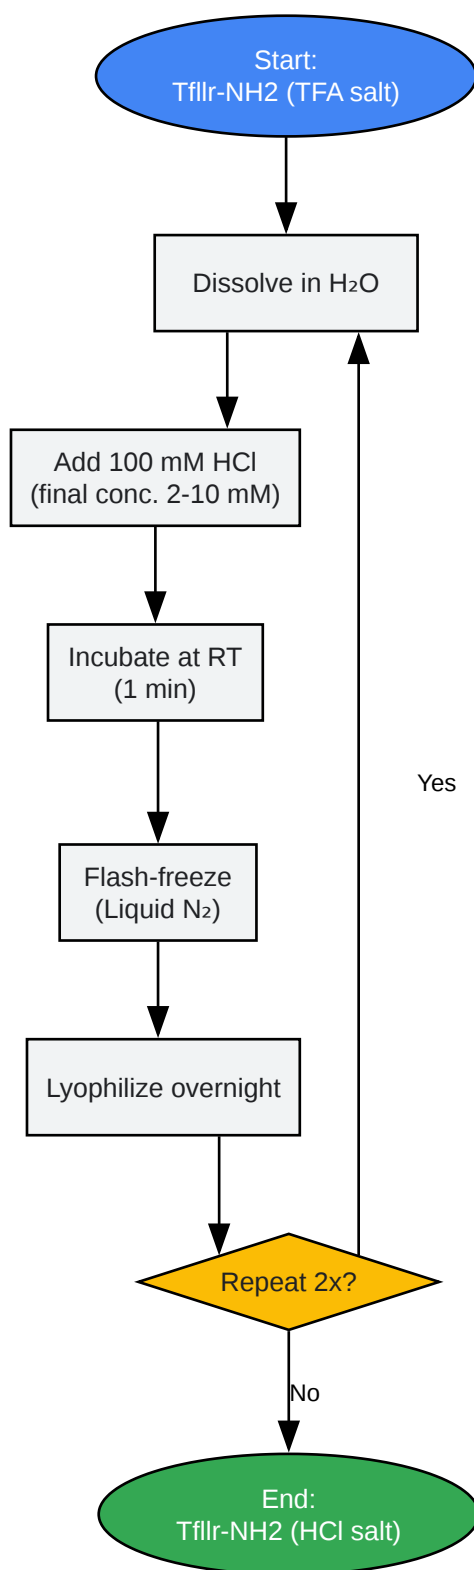 Start:
Tfllr-NH2 (TFA salt)
Dissolve in H₂O
Add 100 mM HCl
(final conc. 2-10 mM)
Incubate at RT
(1 min)
Yes
Flash-freeze
(Liquid N₂)
Lyophilize overnight
Repeat 2x?
No
End:
Tfllr-NH2 (HCl salt)